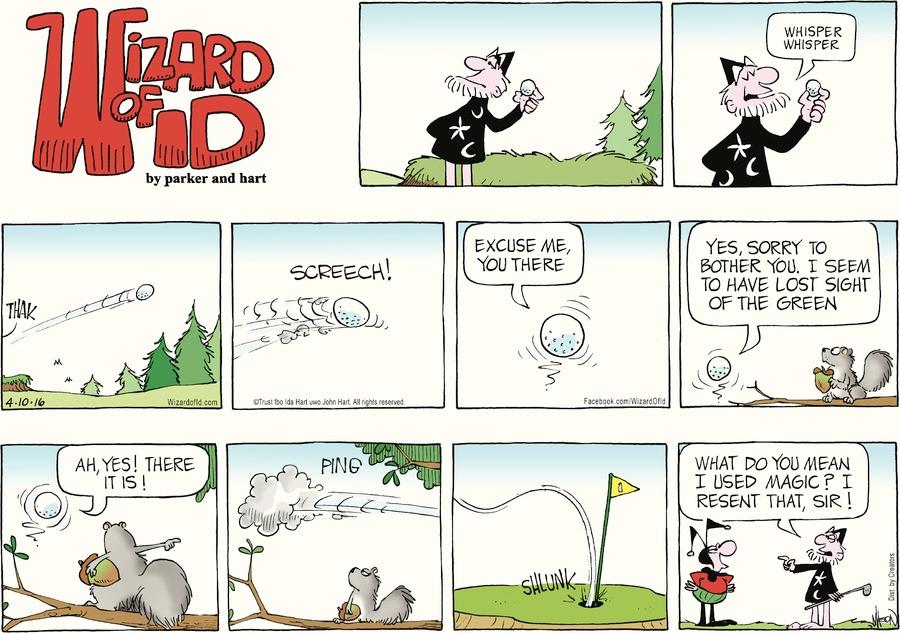 WIZARD
OF ID
by parker and hart
WHISPER
WHISPER
THAK
4-10-16
WizardofId.com
SCREECH!
©Trust fbo Ida Hart uwo John Hart. All rights reserved.
EXCUSE ME,
YOU THERE
Facebook.com/WizardOfId
YES, SORRY TO
BOTHER YOU. I SEEM
TO HAVE LOST SIGHT
OF THE GREEN
AH, YES! THERE
IT IS!
PING
SHLUNK
WHAT DO YOU MEAN
I USED MAGIC? I
RESENT THAT, SIR!
Dist. by Creators